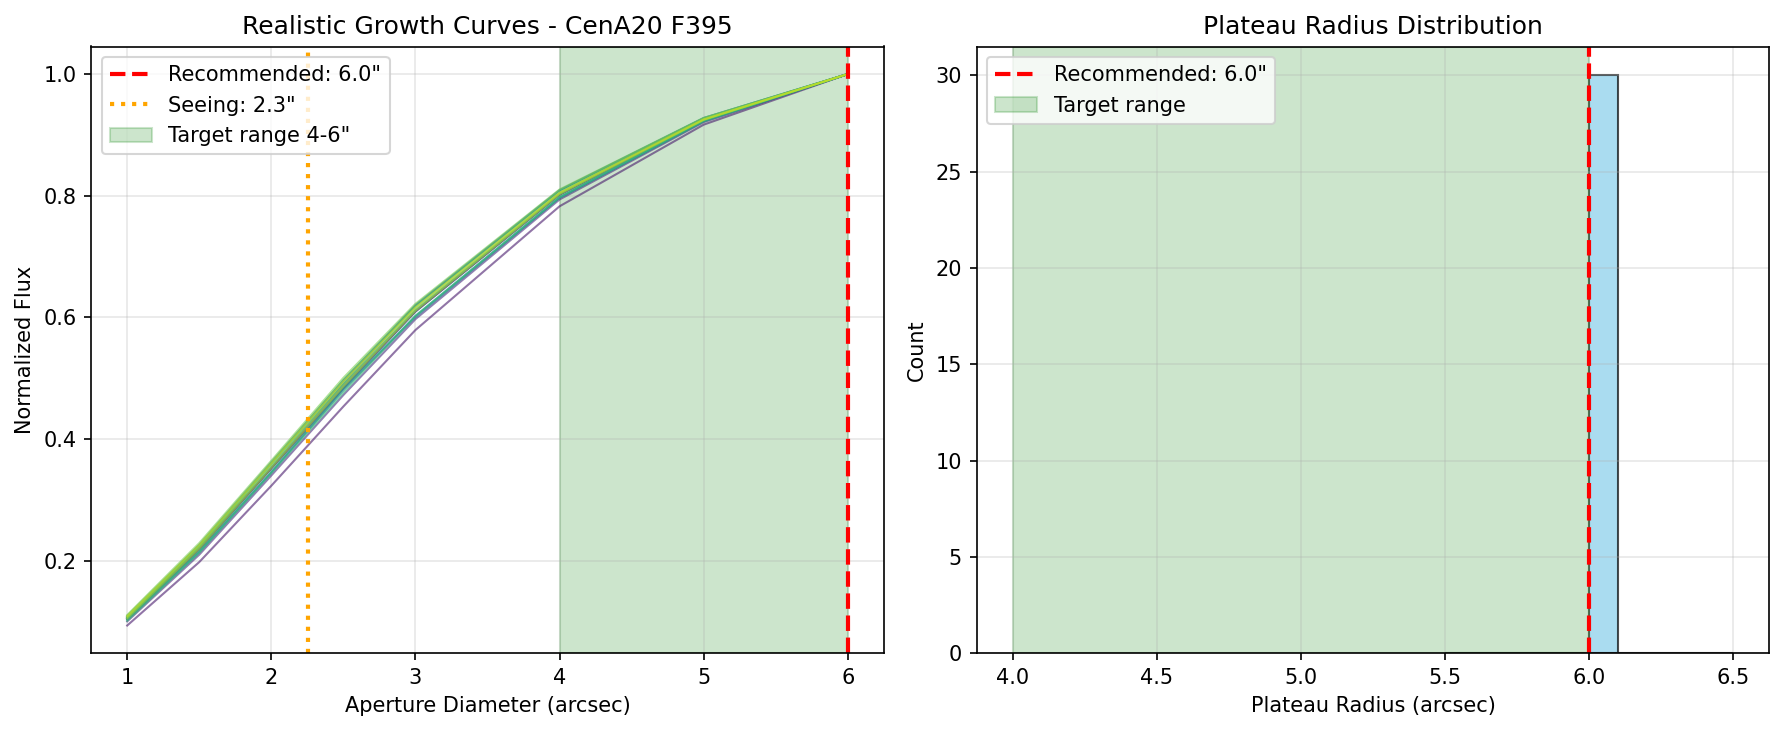 Realistic Growth Curves - CenA20 F395
Recommended: 6.0"
Seeing: 2.3"
Target range 4-6"
1.0
0.8
0.6
0.4
0.2
Normalized Flux
1 2 3 4 5 6
Aperture Diameter (arcsec)
Plateau Radius Distribution
Recommended: 6.0"
Target range
30
25
20
15
10
5
0
Count
4.0 4.5 5.0 5.5 6.0 6.5
Plateau Radius (arcsec)